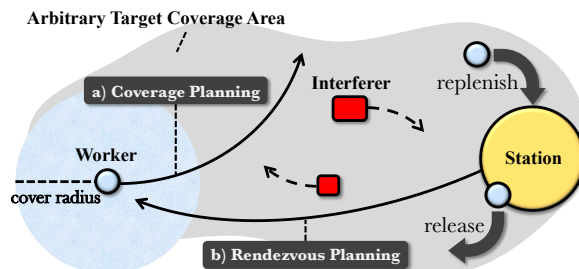 Arbitrary Target Coverage Area
a) Coverage Planning
Interferer
replenish
Worker
Station
cover radius
release
b) Rendezvous Planning